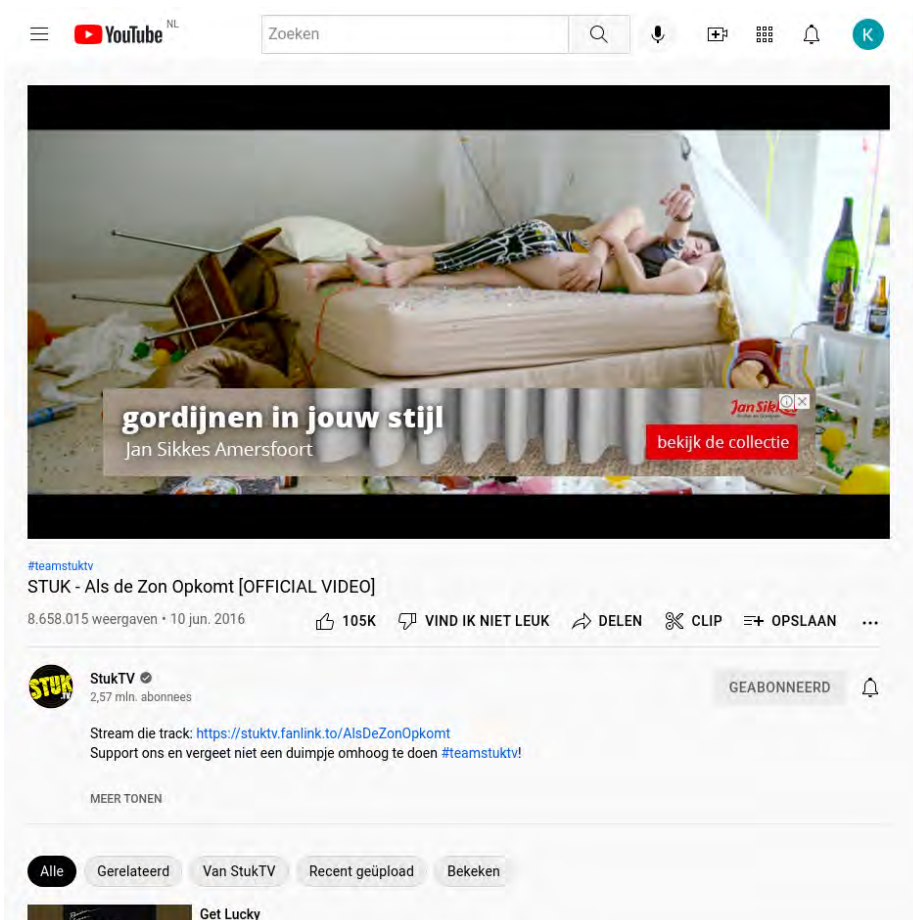 YouTube NL
Zoeken
K
gordijnen in jouw stijl
Jan Sikkes Amersfoort
bekijk de collectie
#teamstuktv
STUK - Als de Zon Opkomt [OFFICIAL VIDEO]
8.658.015 weergaven • 10 jun. 2016
105K
VIND IK NIET LEUK
DELEN
CLIP
OPSLAAN
STUK
StukTV
2,57 mln. abonnees
GEABONNEERD
Stream die track: https://stuktv.fanlink.to/AlsDeZonOpkomt
Support ons en vergeet niet een duimpje omhoog te doen #teamstuktv!
MEER TONEN
Alle
Gerelateerd
Van StukTV
Recent geüpload
Bekeken
Get Lucky